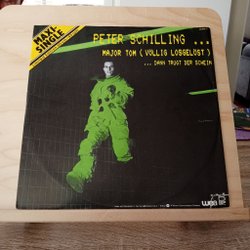 MAXI-
SINGLE
PETER SCHILLING ...
MAJOR TOM (VÖLLIG LOSGELÖST)
... DANN TRÜGT DER SCHEIN
wea